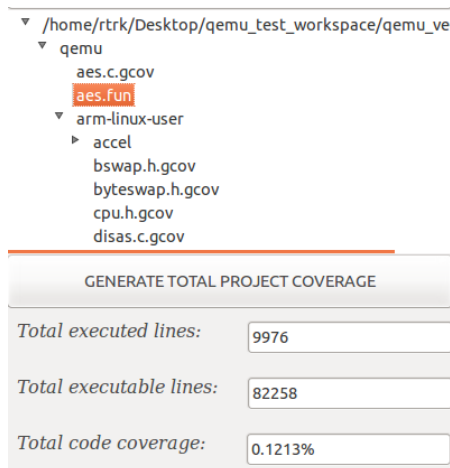 /home/rtrk/Desktop/qemu_test_workspace/qemu_ve
qemu
aes.c.gcov
aes.fun
arm-linux-user
accel
bswap.h.gcov
byteswap.h.gcov
cpu.h.gcov
disas.c.gcov
GENERATE TOTAL PROJECT COVERAGE
Total executed lines: 9976
Total executable lines: 82258
Total code coverage: 0.1213%